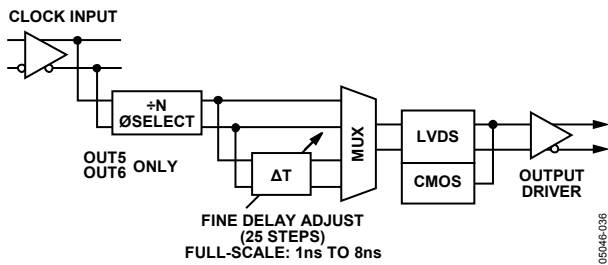 CLOCK INPUT
÷N
ØSELECT
OUT5
OUT6 ONLY
ΔT
MUX
LVDS
CMOS
OUTPUT
DRIVER
FINE DELAY ADJUST
(25 STEPS)
FULL-SCALE: 1ns TO 8ns
05046-036